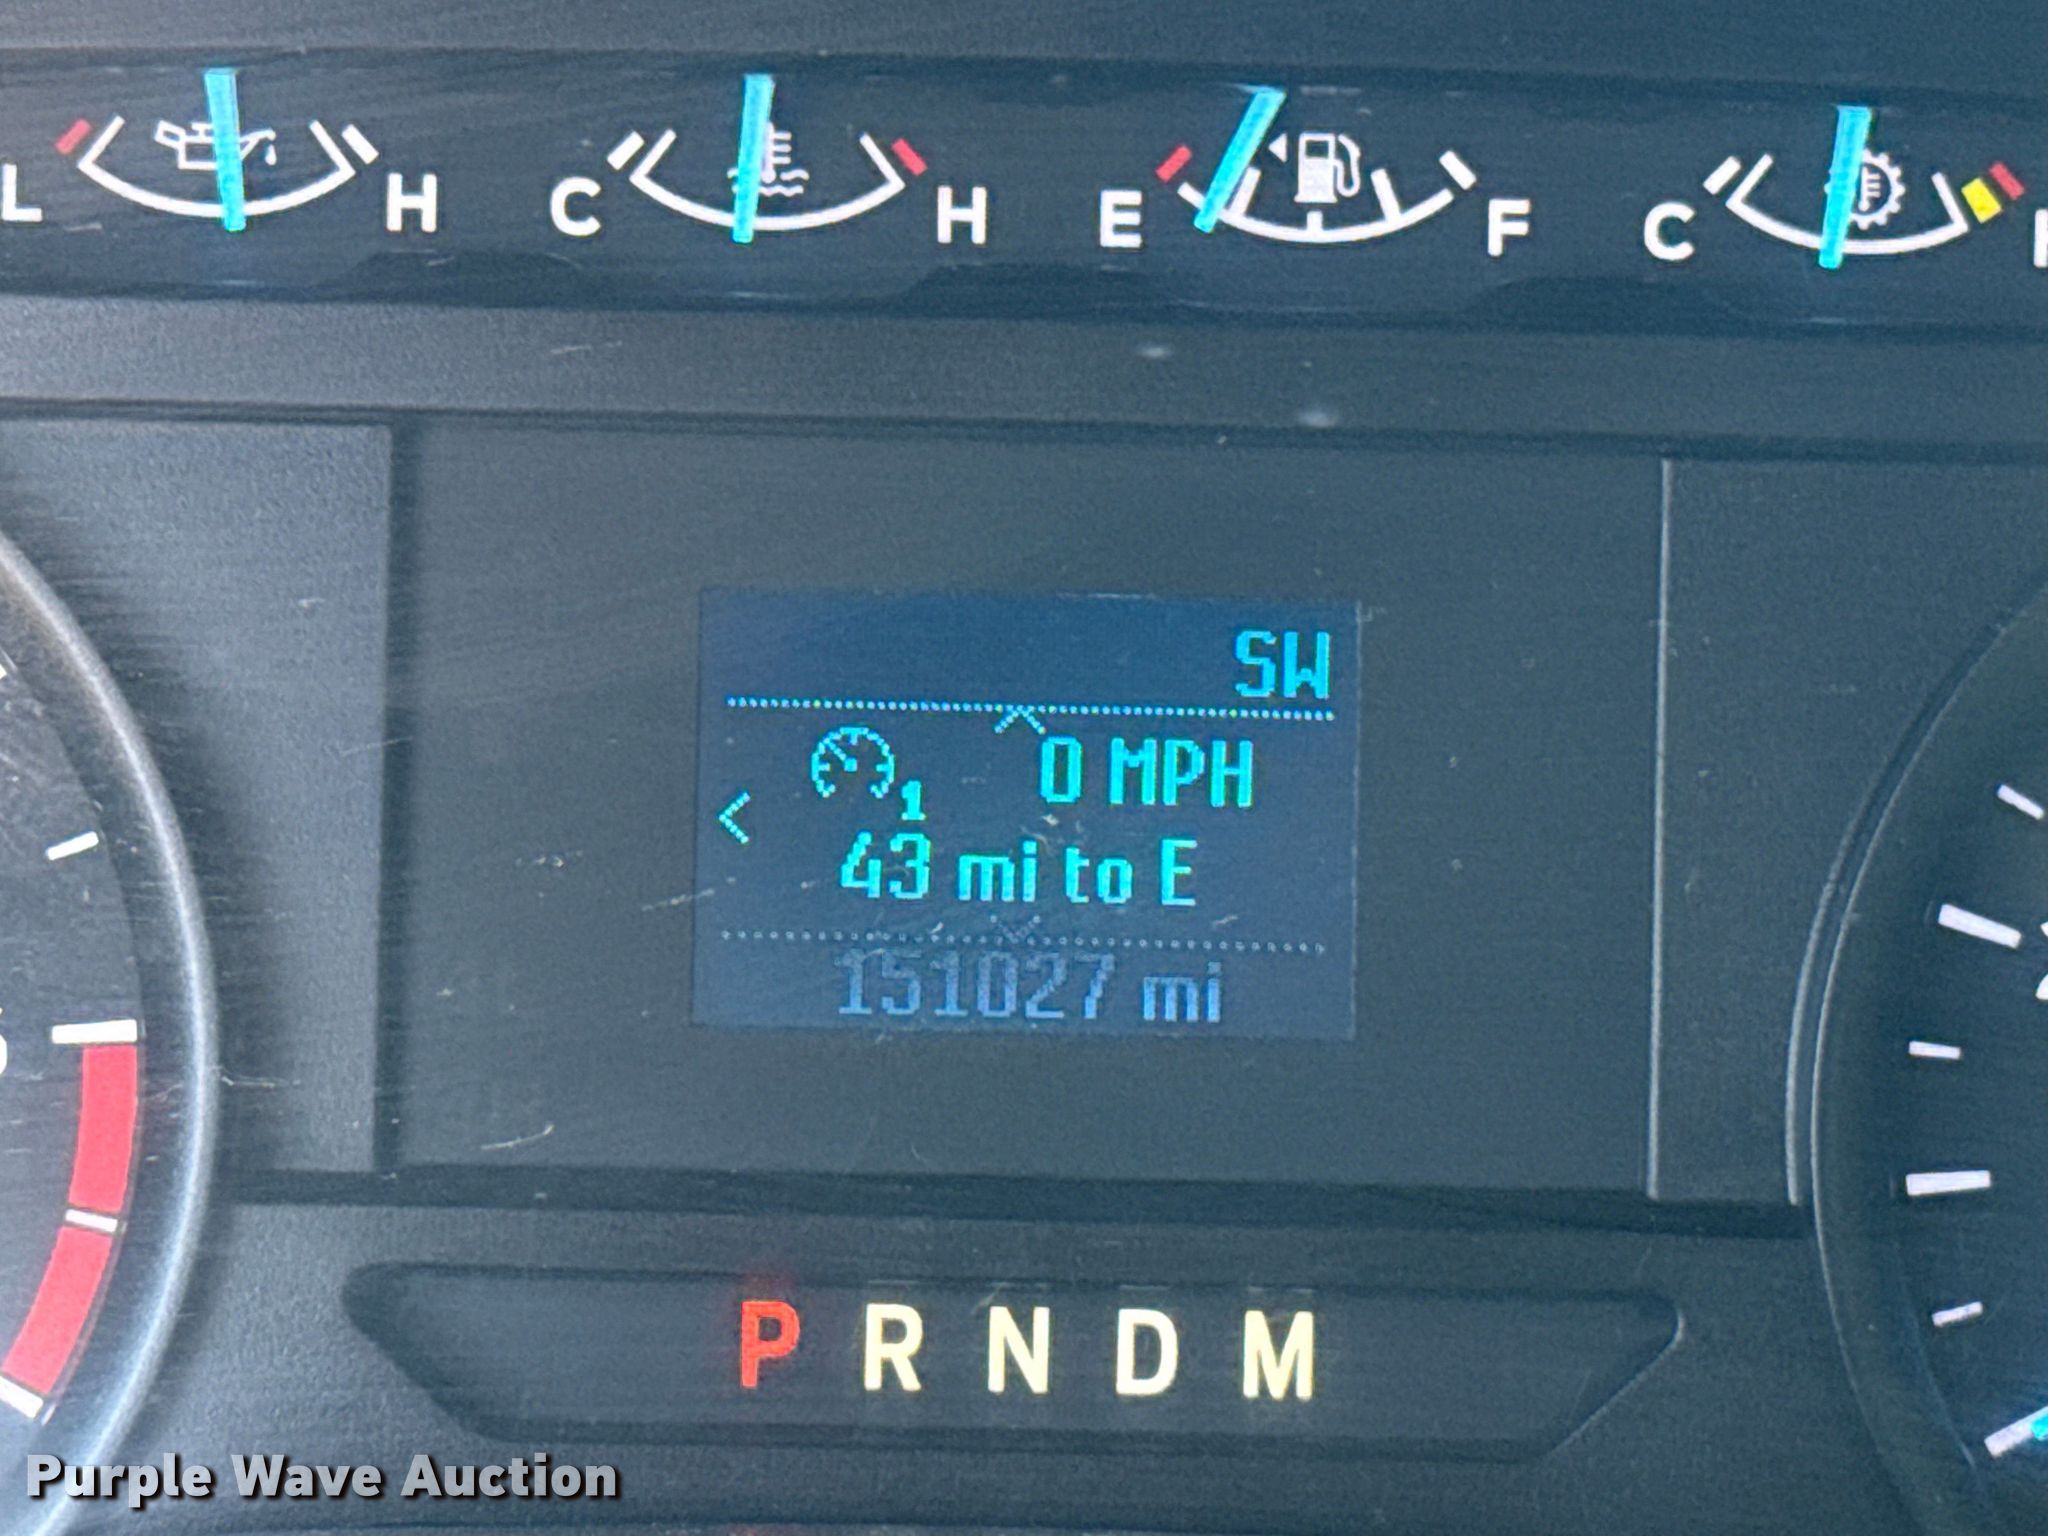 L H C H E F C
SW
0 MPH
1
43 mi to E
151027 mi
P R N D M
Purple Wave Auction